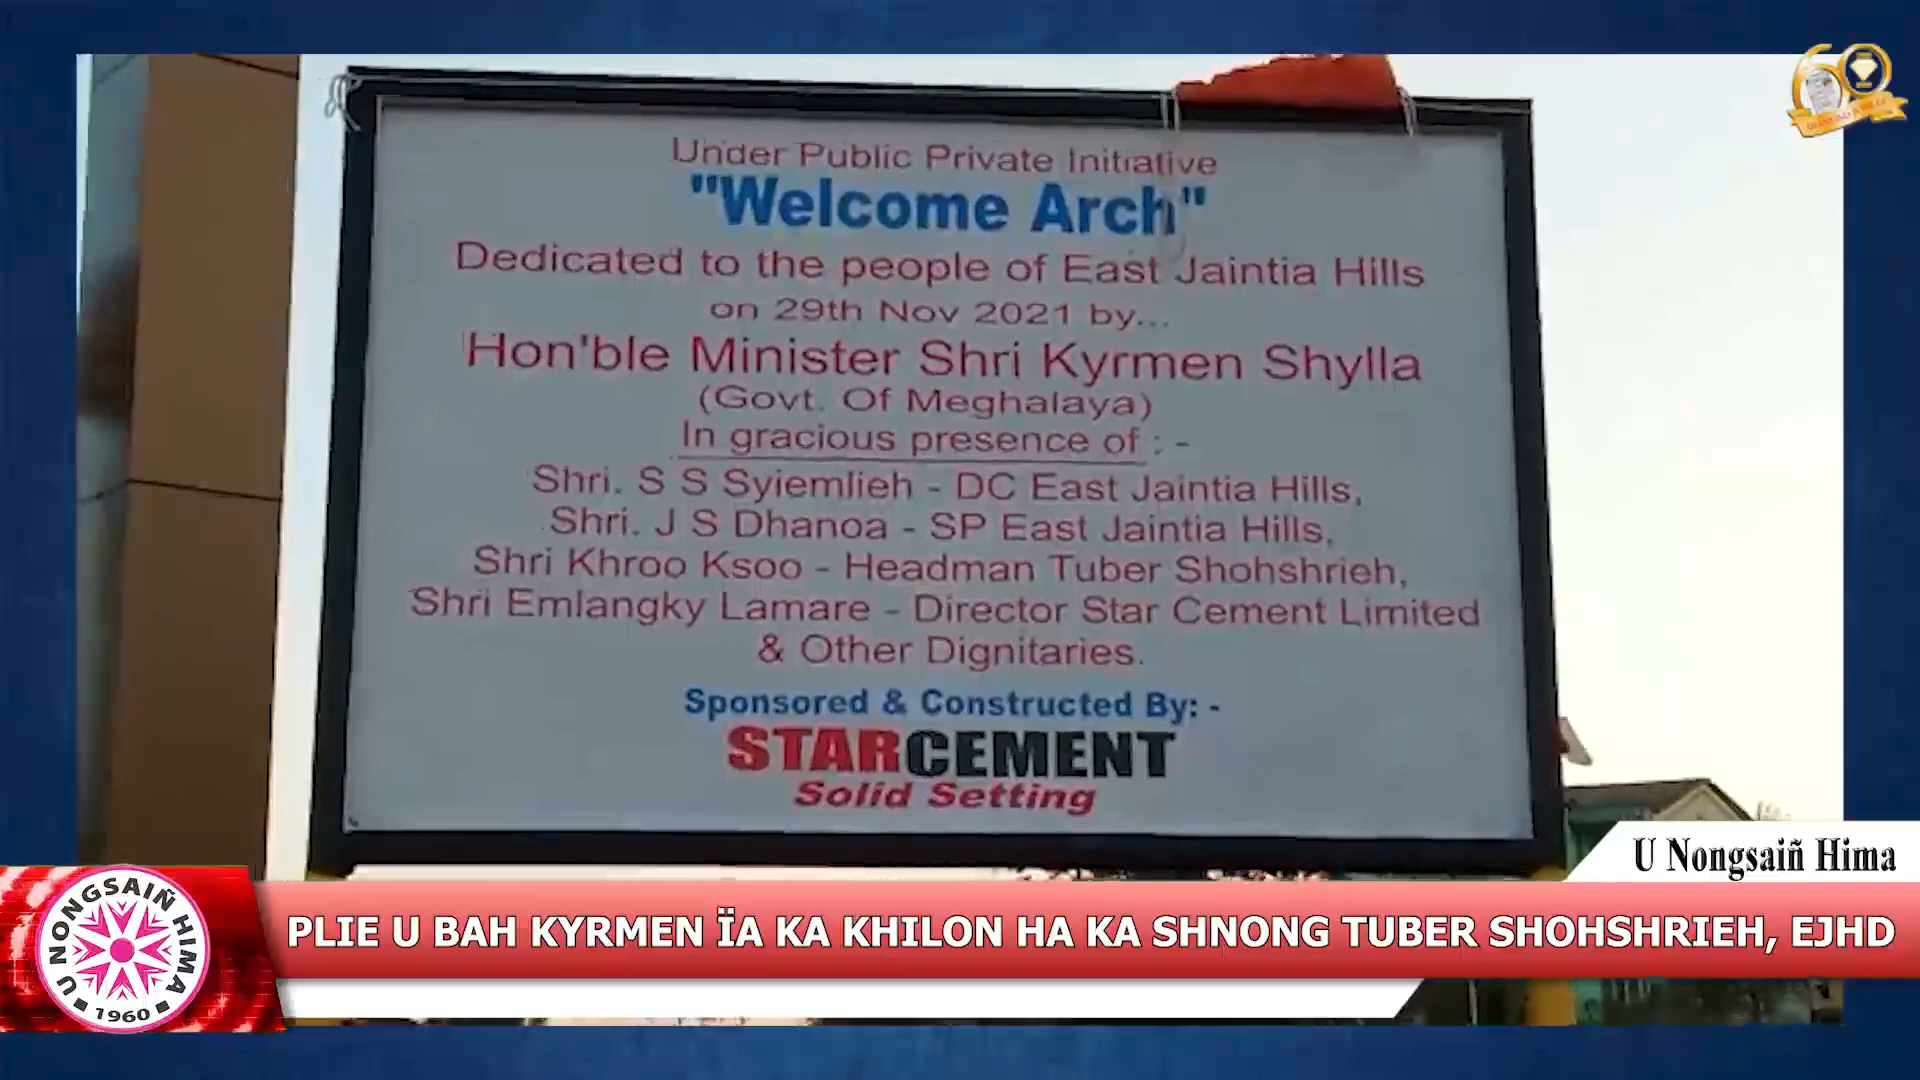 Under Public Private Initiative
"Welcome Arch"
Dedicated to the people of East Jaintia Hills
on 29th Nov 2021 by...
Hon'ble Minister Shri Kyrmen Shylla
(Govt. Of Meghalaya)
In gracious presence of : -
Shri. S S Syiemlieh - DC East Jaintia Hills,
Shri. J S Dhanoa - SP East Jaintia Hills,
Shri Khroo Ksoo - Headman Tuber Shohshrieh,
Shri Emlangky Lamare - Director Star Cement Limited
& Other Dignitaries.
Sponsored & Constructed By: -
STARCEMENT
Solid Setting
60
U Nongsaiñ Hima
PLIE U BAH KYRMEN ÏA KA KHILON HA KA SHNONG TUBER SHOHSHRIEH, EJHD
U NONGSAIÑ HIMA
1960